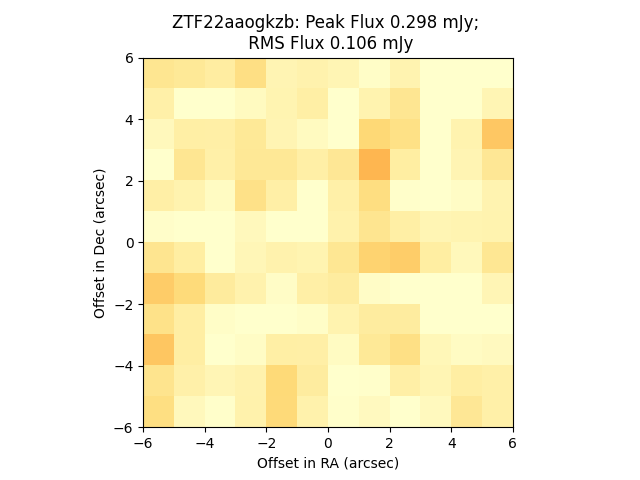 ZTF22aaogkzb: Peak Flux 0.298 mJy;
RMS Flux 0.106 mJy
6
4
2
0
−2
−4
−6
Offset in Dec (arcsec)
−6 −4 −2 0 2 4 6
Offset in RA (arcsec)